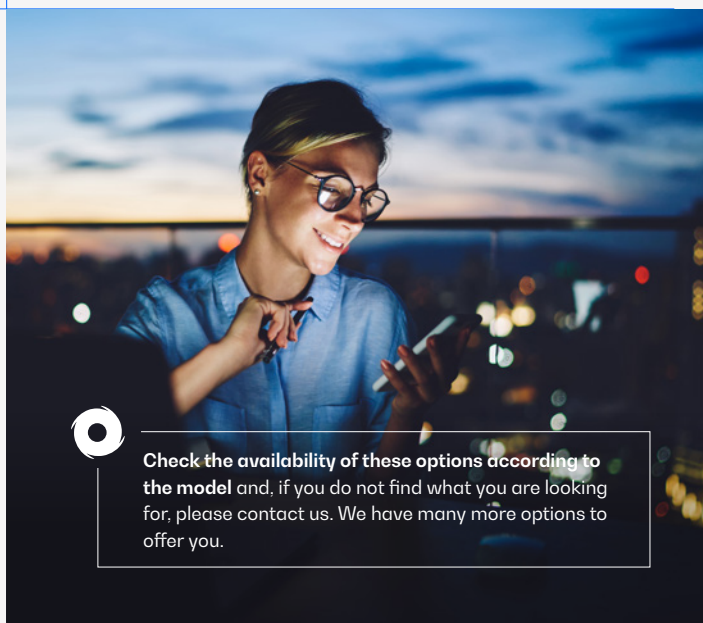 Check the availability of these options according to
the model and, if you do not find what you are looking
for, please contact us. We have many more options to
offer you.